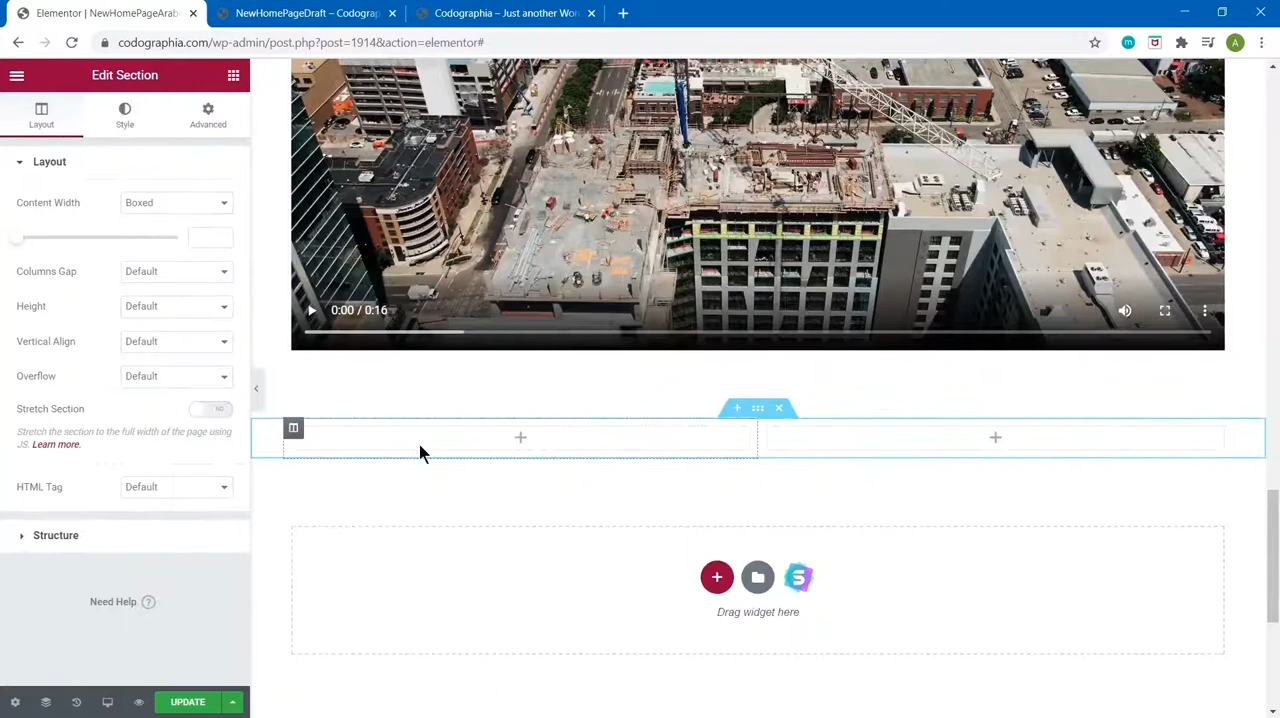 Elementor | NewHomePageArab
NewHomePageDraft – Codograp
Codographia – Just another Wor
codographia.com/wp-admin/post.php?post=1914&action=elementor#
A
Edit Section
Layout
Style
Advanced
Layout
Content Width
Boxed
Columns Gap
Default
Height
Default
Vertical Align
Default
Overflow
Default
Stretch Section
NO
Stretch the section to the full width of the page using
JS. Learn more.
HTML Tag
Default
Structure
Need Help ?
UPDATE
0:00 / 0:16
Drag widget here